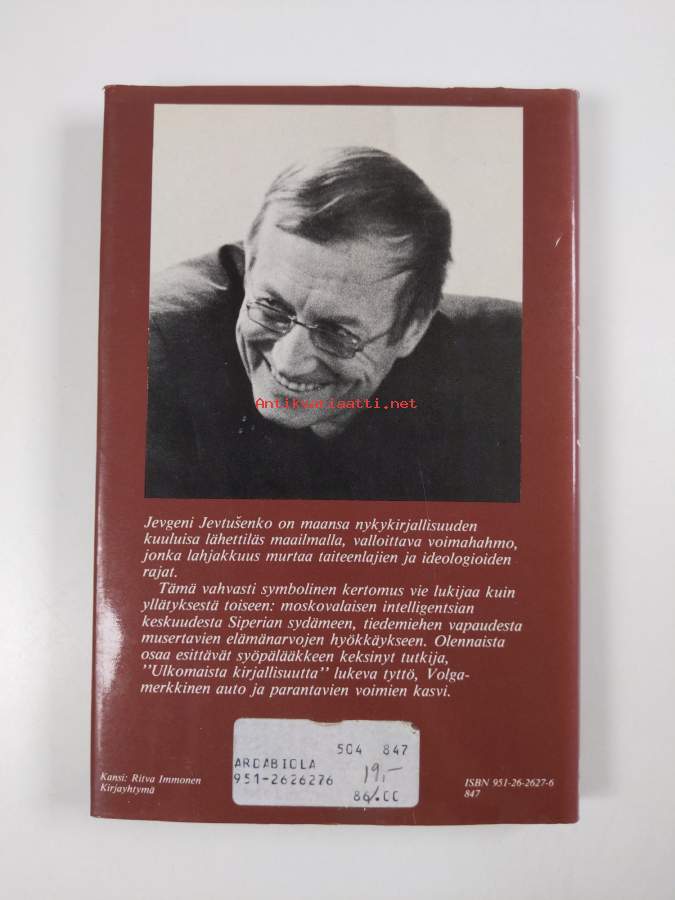 Antikvariaatti.net
Jevgeni Jevtušenko on maansa nykykirjallisuuden
kuuluisa lähettiläs maailmalla, valloittava voimahahmo,
jonka lahjakkuus murtaa taiteenlajien ja ideologioiden
rajat.
Tämä vahvasti symbolinen kertomus vie lukijaa kuin
yllätyksestä toiseen: moskovalaisen intelligentsian
keskuudesta Siperian sydämeen, tiedemiehen vapaudesta
musertavien elämänarvojen hyökkäykseen. Olennaista
osaa esittävät syöpälääkkeen keksinyt tutkija,
"Ulkomaista kirjallisuutta" lukeva tyttö, Volga-
merkkinen auto ja parantavien voimien kasvi.
504 847
ARDABIOLA
951-2626276 19,-
86.00
Kansi: Ritva Immonen
Kirjayhtymä
ISBN 951-26-2627-6
847